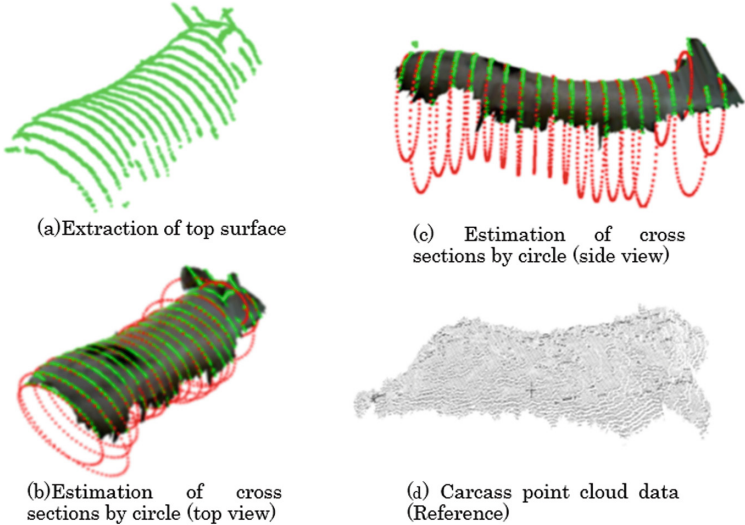 (a)Extraction of top surface
(c) Estimation of cross
sections by circle (side view)
(b)Estimation of cross
sections by circle (top view)
(d) Carcass point cloud data
(Reference)